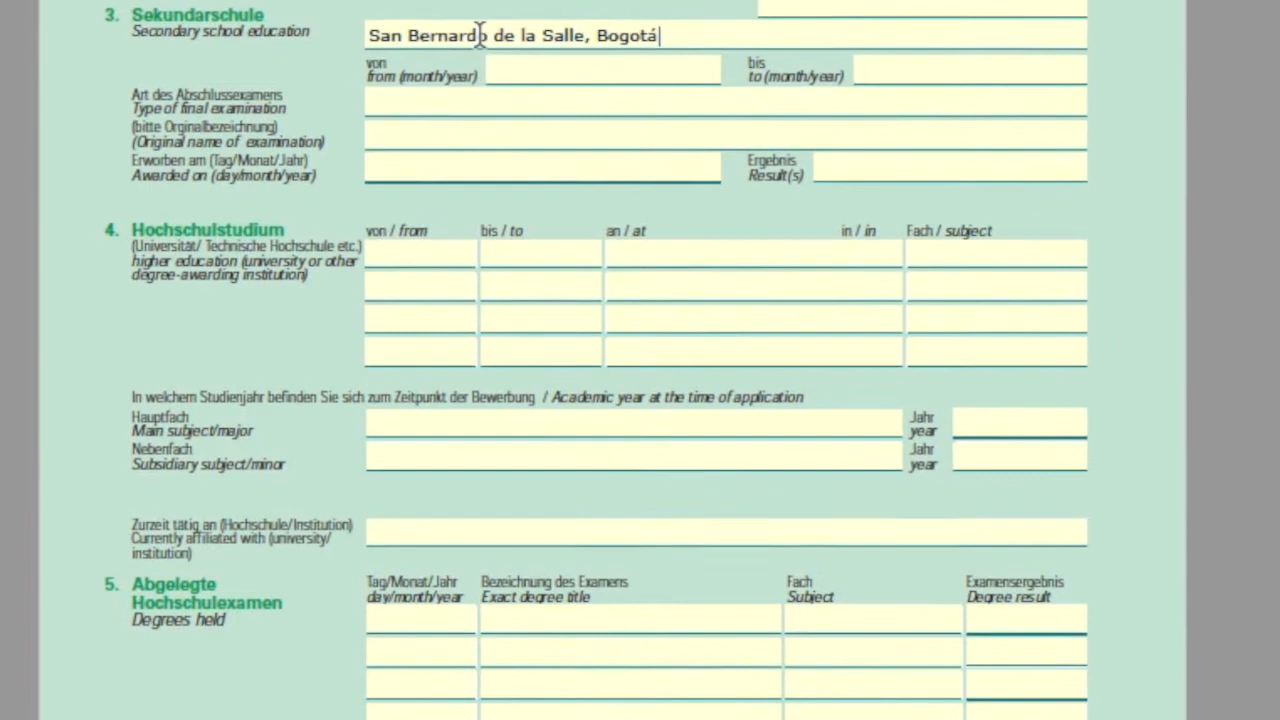 3. Sekundarschule
Secondary school education
San Bernardo de la Salle, Bogotá
von
from (month/year)
bis
to (month/year)
Art des Abschlussexamens
Type of final examination
(bitte Orginalbezeichnung)
(Original name of examination)
Erworben am (Tag/Monat/Jahr)
Awarded on (day/month/year)
Ergebnis
Result(s)
4. Hochschulstudium
(Universität/ Technische Hochschule etc.)
higher education (university or other
degree-awarding institution)
von / from bis / to an / at in / in Fach / subject
In welchem Studienjahr befinden Sie sich zum Zeitpunkt der Bewerbung / Academic year at the time of application
Hauptfach
Main subject/major
Jahr
year
Nebenfach
Subsidiary subject/minor
Jahr
year
Zurzeit tätig an (Hochschule/Institution)
Currently affiliated with (university/
institution)
5. Abgelegte
Hochschulexamen
Degrees held
Tag/Monat/Jahr
day/month/year
Bezeichnung des Examens
Exact degree title
Fach
Subject
Examensergebnis
Degree result